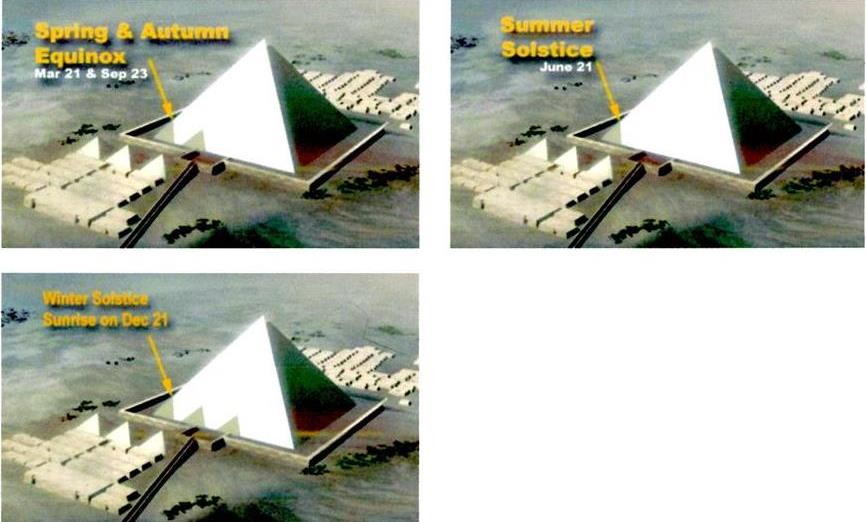 Spring & Autumn
Equinox
Mar 21 & Sep 23
Summer
Solstice
June 21
Winter Solstice
Sunrise on Dec 21